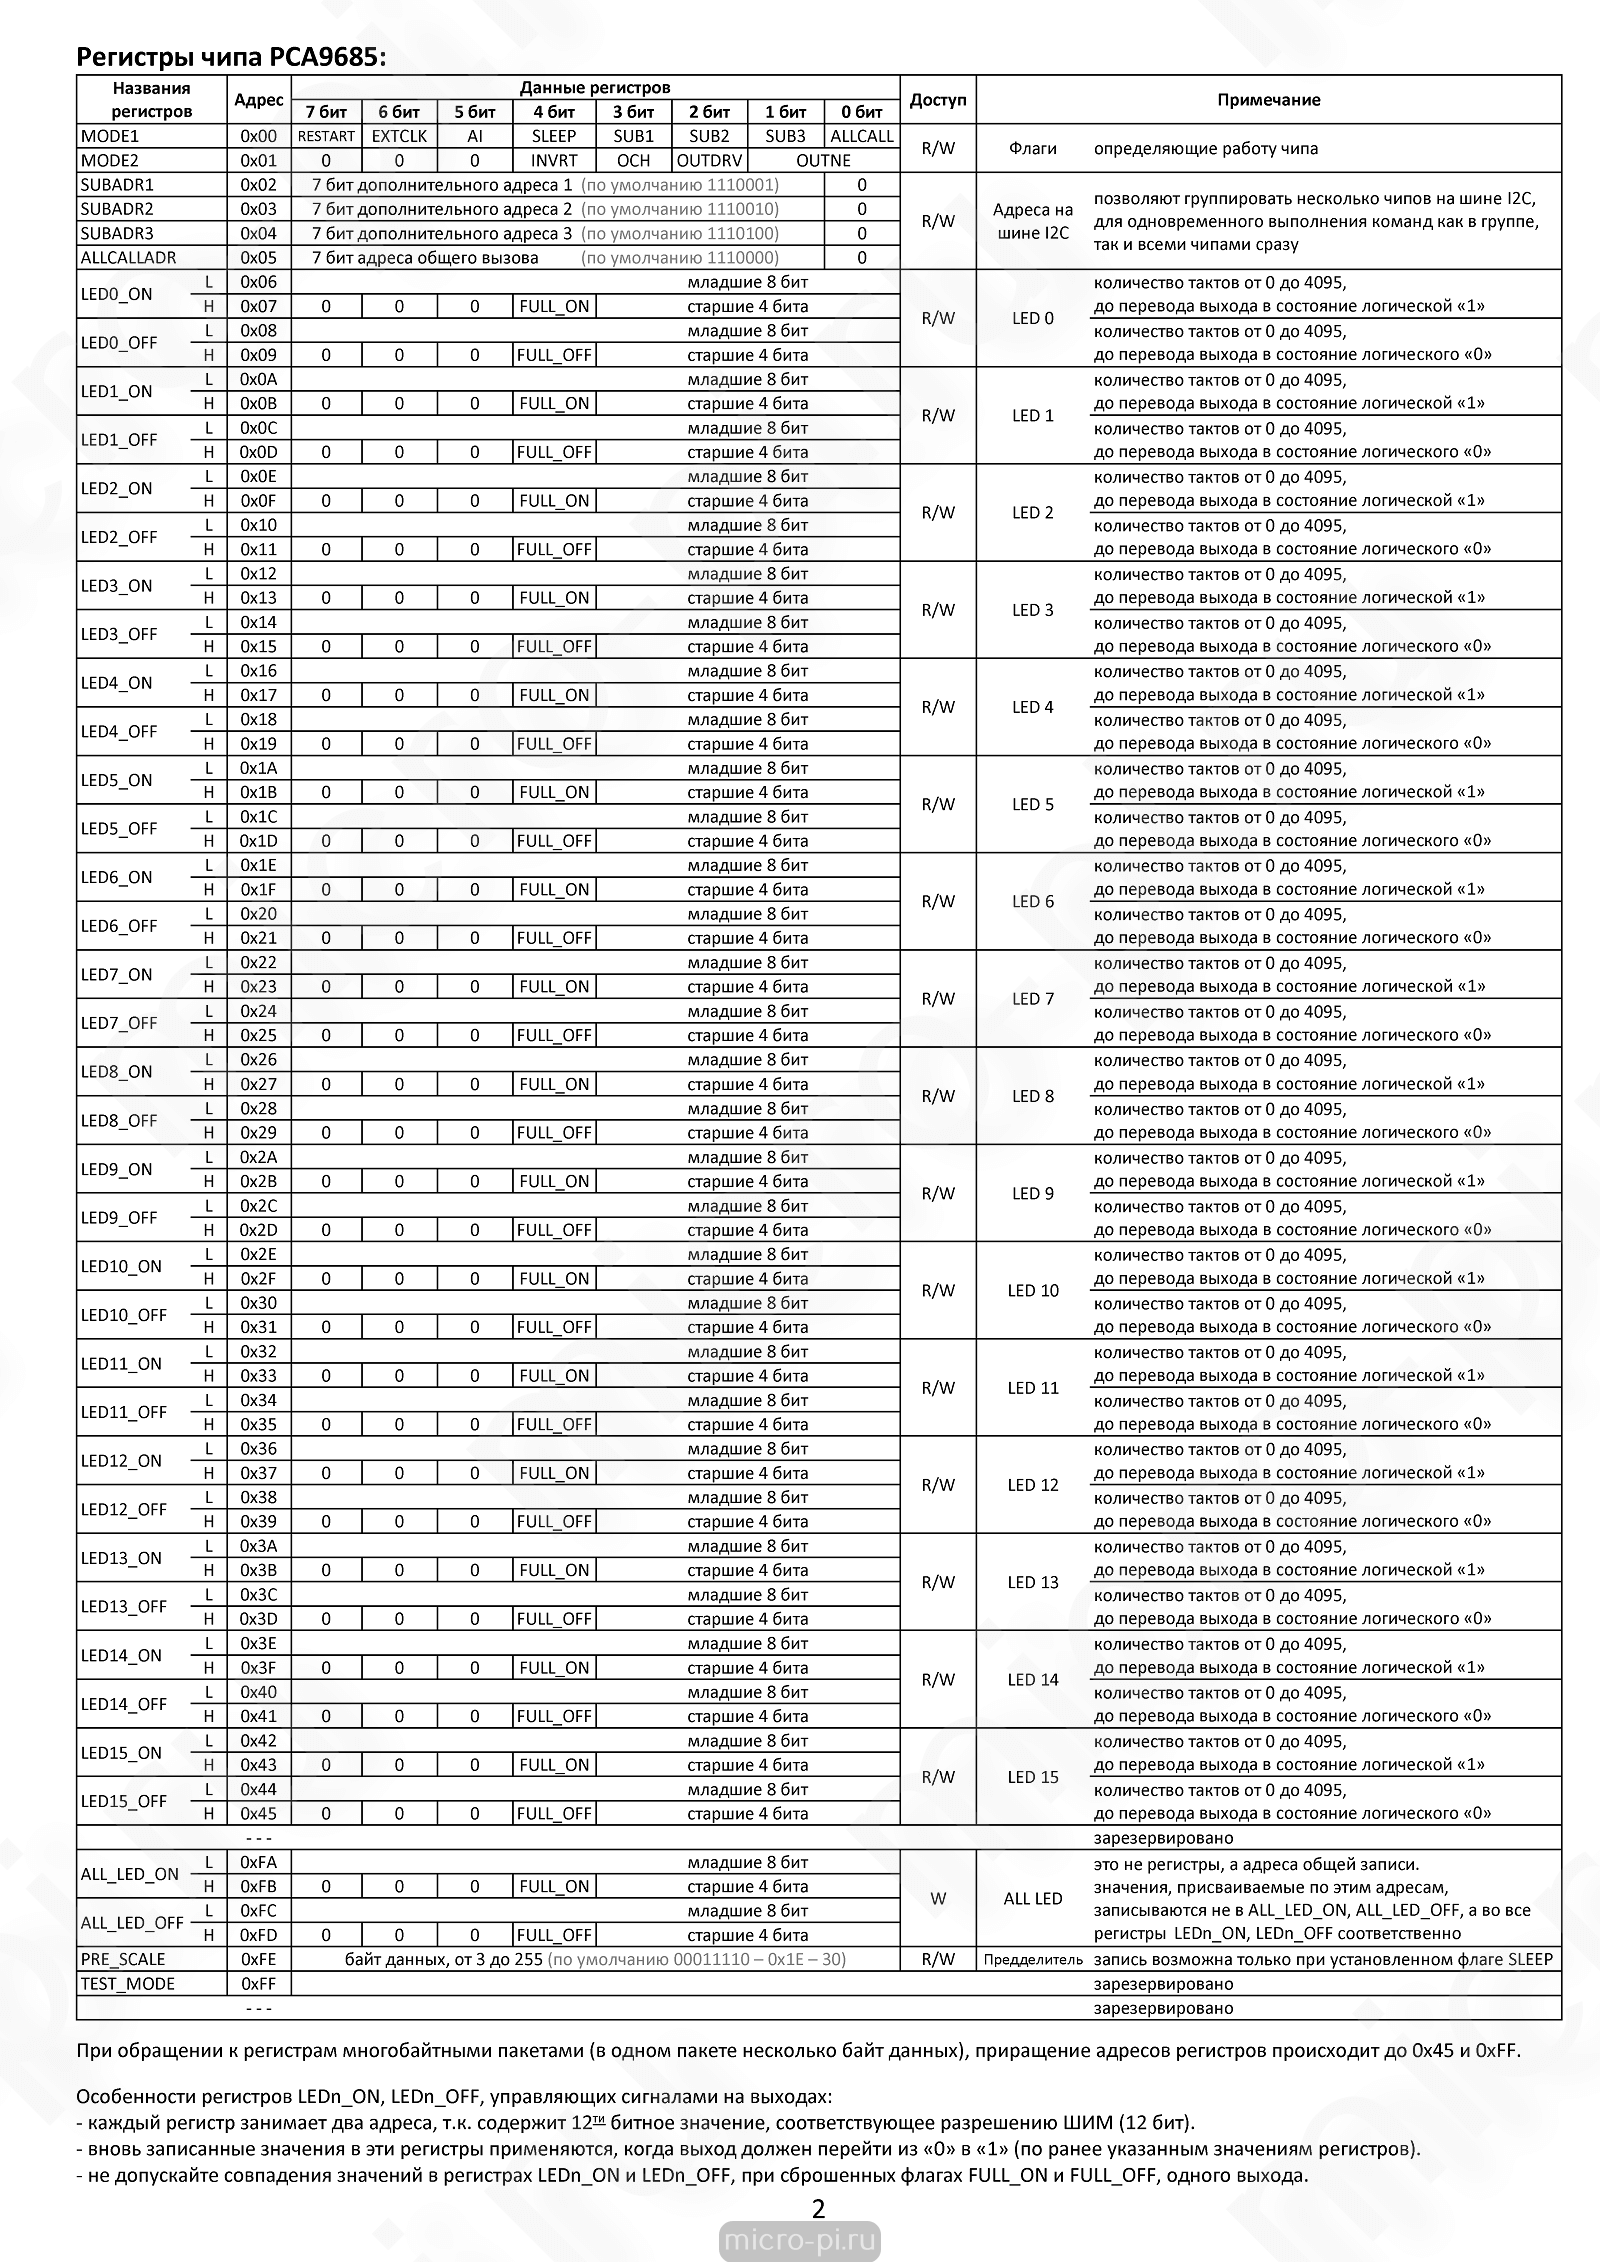 Регистры чипа PCA9685:
Названия регистров Адрес Данные регистров Доступ Примечание
7 бит 6 бит 5 бит 4 бит 3 бит 2 бит 1 бит 0 бит
MODE1 0x00 RESTART EXTCLK AI SLEEP SUB1 SUB2 SUB3 ALLCALL
R/W Флаги определяющие работу чипа
MODE2 0x01 0 0 0 INVRT OCH OUTDRV OUTNE
SUBADR1 0x02 7 бит дополнительного адреса 1 (по умолчанию 1110001) 0
SUBADR2 0x03 7 бит дополнительного адреса 2 (по умолчанию 1110010) 0
SUBADR3 0x04 7 бит дополнительного адреса 3 (по умолчанию 1110100) 0
ALLCALLADR 0x05 7 бит адреса общего вызова (по умолчанию 1110000) 0
R/W Адреса на шине I2C
позволяют группировать несколько чипов на шине I2C,
для одновременного выполнения команд как в группе,
так и всеми чипами сразу
LED0_ON L 0x06 младшие 8 бит количество тактов от 0 до 4095,
H 0x07 0 0 0 FULL_ON старшие 4 бита до перевода выхода в состояние логической «1»
R/W LED 0
LED0_OFF L 0x08 младшие 8 бит количество тактов от 0 до 4095,
H 0x09 0 0 0 FULL_OFF старшие 4 бита до перевода выхода в состояние логического «0»
LED1_ON L 0x0A младшие 8 бит количество тактов от 0 до 4095,
H 0x0B 0 0 0 FULL_ON старшие 4 бита до перевода выхода в состояние логической «1»
R/W LED 1
LED1_OFF L 0x0C младшие 8 бит количество тактов от 0 до 4095,
H 0x0D 0 0 0 FULL_OFF старшие 4 бита до перевода выхода в состояние логического «0»
LED2_ON L 0x0E младшие 8 бит количество тактов от 0 до 4095,
H 0x0F 0 0 0 FULL_ON старшие 4 бита до перевода выхода в состояние логической «1»
R/W LED 2
LED2_OFF L 0x10 младшие 8 бит количество тактов от 0 до 4095,
H 0x11 0 0 0 FULL_OFF старшие 4 бита до перевода выхода в состояние логического «0»
LED3_ON L 0x12 младшие 8 бит количество тактов от 0 до 4095,
H 0x13 0 0 0 FULL_ON старшие 4 бита до перевода выхода в состояние логической «1»
R/W LED 3
LED3_OFF L 0x14 младшие 8 бит количество тактов от 0 до 4095,
H 0x15 0 0 0 FULL_OFF старшие 4 бита до перевода выхода в состояние логического «0»
LED4_ON L 0x16 младшие 8 бит количество тактов от 0 до 4095,
H 0x17 0 0 0 FULL_ON старшие 4 бита до перевода выхода в состояние логической «1»
R/W LED 4
LED4_OFF L 0x18 младшие 8 бит количество тактов от 0 до 4095,
H 0x19 0 0 0 FULL_OFF старшие 4 бита до перевода выхода в состояние логического «0»
LED5_ON L 0x1A младшие 8 бит количество тактов от 0 до 4095,
H 0x1B 0 0 0 FULL_ON старшие 4 бита до перевода выхода в состояние логической «1»
R/W LED 5
LED5_OFF L 0x1C младшие 8 бит количество тактов от 0 до 4095,
H 0x1D 0 0 0 FULL_OFF старшие 4 бита до перевода выхода в состояние логического «0»
LED6_ON L 0x1E младшие 8 бит количество тактов от 0 до 4095,
H 0x1F 0 0 0 FULL_ON старшие 4 бита до перевода выхода в состояние логической «1»
R/W LED 6
LED6_OFF L 0x20 младшие 8 бит количество тактов от 0 до 4095,
H 0x21 0 0 0 FULL_OFF старшие 4 бита до перевода выхода в состояние логического «0»
LED7_ON L 0x22 младшие 8 бит количество тактов от 0 до 4095,
H 0x23 0 0 0 FULL_ON старшие 4 бита до перевода выхода в состояние логической «1»
R/W LED 7
LED7_OFF L 0x24 младшие 8 бит количество тактов от 0 до 4095,
H 0x25 0 0 0 FULL_OFF старшие 4 бита до перевода выхода в состояние логического «0»
LED8_ON L 0x26 младшие 8 бит количество тактов от 0 до 4095,
H 0x27 0 0 0 FULL_ON старшие 4 бита до перевода выхода в состояние логической «1»
R/W LED 8
LED8_OFF L 0x28 младшие 8 бит количество тактов от 0 до 4095,
H 0x29 0 0 0 FULL_OFF старшие 4 бита до перевода выхода в состояние логического «0»
LED9_ON L 0x2A младшие 8 бит количество тактов от 0 до 4095,
H 0x2B 0 0 0 FULL_ON старшие 4 бита до перевода выхода в состояние логической «1»
R/W LED 9
LED9_OFF L 0x2C младшие 8 бит количество тактов от 0 до 4095,
H 0x2D 0 0 0 FULL_OFF старшие 4 бита до перевода выхода в состояние логического «0»
LED10_ON L 0x2E младшие 8 бит количество тактов от 0 до 4095,
H 0x2F 0 0 0 FULL_ON старшие 4 бита до перевода выхода в состояние логической «1»
R/W LED 10
LED10_OFF L 0x30 младшие 8 бит количество тактов от 0 до 4095,
H 0x31 0 0 0 FULL_OFF старшие 4 бита до перевода выхода в состояние логического «0»
LED11_ON L 0x32 младшие 8 бит количество тактов от 0 до 4095,
H 0x33 0 0 0 FULL_ON старшие 4 бита до перевода выхода в состояние логической «1»
R/W LED 11
LED11_OFF L 0x34 младшие 8 бит количество тактов от 0 до 4095,
H 0x35 0 0 0 FULL_OFF старшие 4 бита до перевода выхода в состояние логического «0»
LED12_ON L 0x36 младшие 8 бит количество тактов от 0 до 4095,
H 0x37 0 0 0 FULL_ON старшие 4 бита до перевода выхода в состояние логической «1»
R/W LED 12
LED12_OFF L 0x38 младшие 8 бит количество тактов от 0 до 4095,
H 0x39 0 0 0 FULL_OFF старшие 4 бита до перевода выхода в состояние логического «0»
LED13_ON L 0x3A младшие 8 бит количество тактов от 0 до 4095,
H 0x3B 0 0 0 FULL_ON старшие 4 бита до перевода выхода в состояние логической «1»
R/W LED 13
LED13_OFF L 0x3C младшие 8 бит количество тактов от 0 до 4095,
H 0x3D 0 0 0 FULL_OFF старшие 4 бита до перевода выхода в состояние логического «0»
LED14_ON L 0x3E младшие 8 бит количество тактов от 0 до 4095,
H 0x3F 0 0 0 FULL_ON старшие 4 бита до перевода выхода в состояние логической «1»
R/W LED 14
LED14_OFF L 0x40 младшие 8 бит количество тактов от 0 до 4095,
H 0x41 0 0 0 FULL_OFF старшие 4 бита до перевода выхода в состояние логического «0»
LED15_ON L 0x42 младшие 8 бит количество тактов от 0 до 4095,
H 0x43 0 0 0 FULL_ON старшие 4 бита до перевода выхода в состояние логической «1»
R/W LED 15
LED15_OFF L 0x44 младшие 8 бит количество тактов от 0 до 4095,
H 0x45 0 0 0 FULL_OFF старшие 4 бита до перевода выхода в состояние логического «0»
- - - зарезервировано
ALL_LED_ON L 0xFA младшие 8 бит это не регистры, а адреса общей записи.
H 0xFB 0 0 0 FULL_ON старшие 4 бита значения, присваиваемые по этим адресам,
W ALL LED
ALL_LED_OFF L 0xFC младшие 8 бит записываются не в ALL_LED_ON, ALL_LED_OFF, а во все
H 0xFD 0 0 0 FULL_OFF старшие 4 бита регистры LEDn_ON, LEDn_OFF соответственно
PRE_SCALE 0xFE байт данных, от 3 до 255 (по умолчанию 00011110 – 0x1E – 30) R/W Предделитель запись возможна только при установленном флаге SLEEP
TEST_MODE 0xFF зарезервировано
- - - зарезервировано
При обращении к регистрам многобайтными пакетами (в одном пакете несколько байт данных), приращение адресов регистров происходит до 0x45 и 0xFF.
Особенности регистров LEDn_ON, LEDn_OFF, управляющих сигналами на выходах:
- каждый регистр занимает два адреса, т.к. содержит 12ти битное значение, соответствующее разрешению ШИМ (12 бит).
- вновь записанные значения в эти регистры применяются, когда выход должен перейти из «0» в «1» (по ранее указанным значениям регистров).
- не допускайте совпадения значений в регистрах LEDn_ON и LEDn_OFF, при сброшенных флагах FULL_ON и FULL_OFF, одного выхода.
2
micro-pi.ru